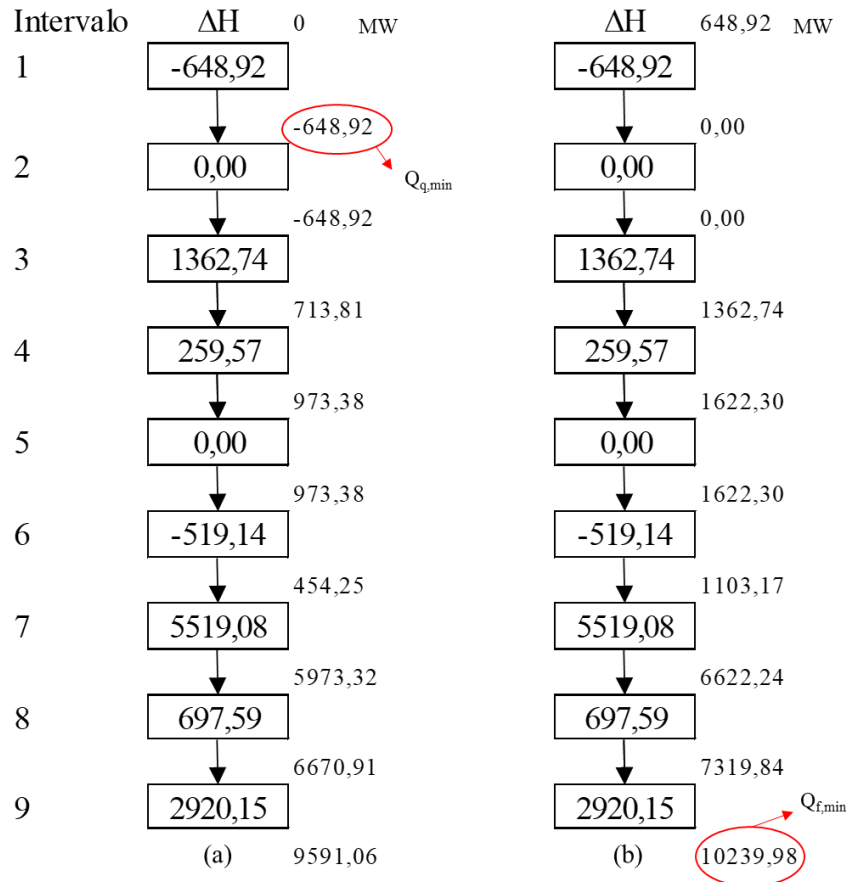 Intervalo ΔH 0 MW ΔH 648,92 MW
1 -648,92 -648,92
-648,92 0,00
2 0,00 Qq,min 0,00
-648,92 0,00
3 1362,74 1362,74
713,81 1362,74
4 259,57 259,57
973,38 1622,30
5 0,00 0,00
973,38 1622,30
6 -519,14 -519,14
454,25 1103,17
7 5519,08 5519,08
5973,32 6622,24
8 697,59 697,59
6670,91 7319,84
9 2920,15 2920,15 Qf,min
(a) 9591,06 (b) 10239,98